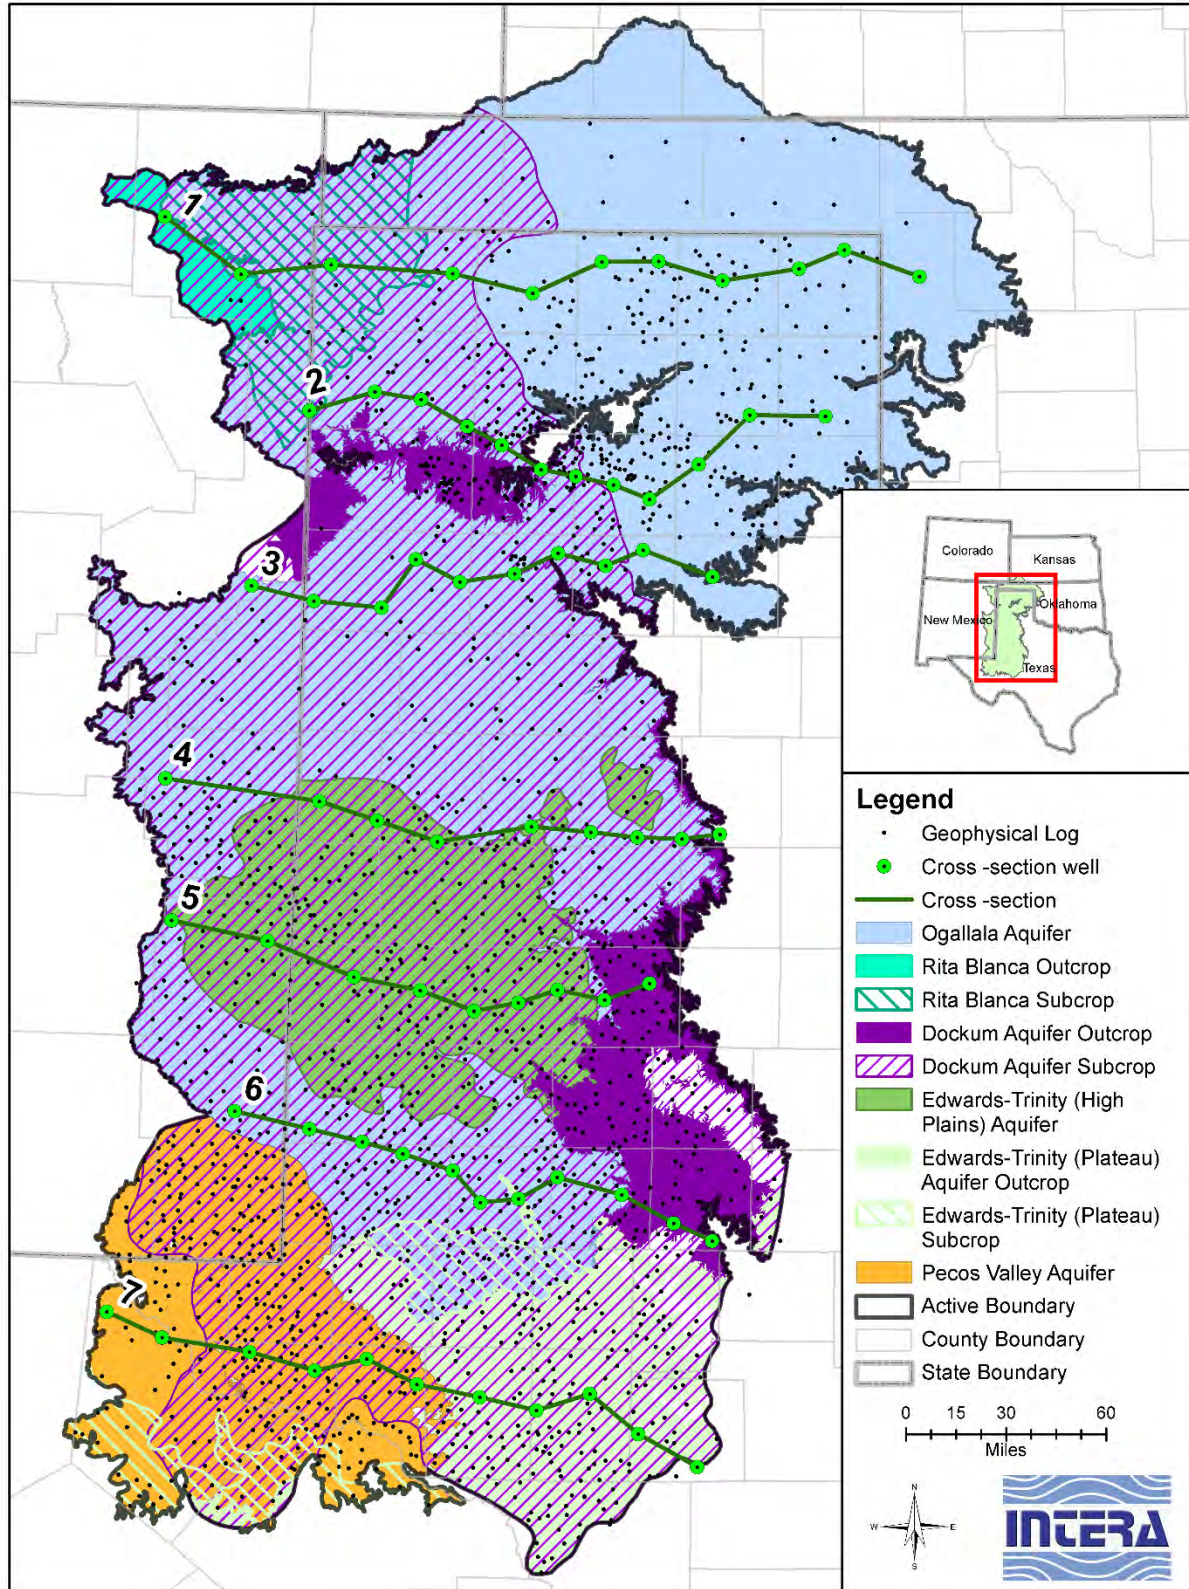 1
2
3
4
5
6
7
Colorado
Kansas
New Mexico
Oklahoma
Texas
Legend
Geophysical Log
Cross -section well
Cross -section
Ogallala Aquifer
Rita Blanca Outcrop
Rita Blanca Subcrop
Dockum Aquifer Outcrop
Dockum Aquifer Subcrop
Edwards-Trinity (High
Plains) Aquifer
Edwards-Trinity (Plateau)
Aquifer Outcrop
Edwards-Trinity (Plateau)
Subcrop
Pecos Valley Aquifer
Active Boundary
County Boundary
State Boundary
0 15 30 60
Miles
N
W E
S
INTERA